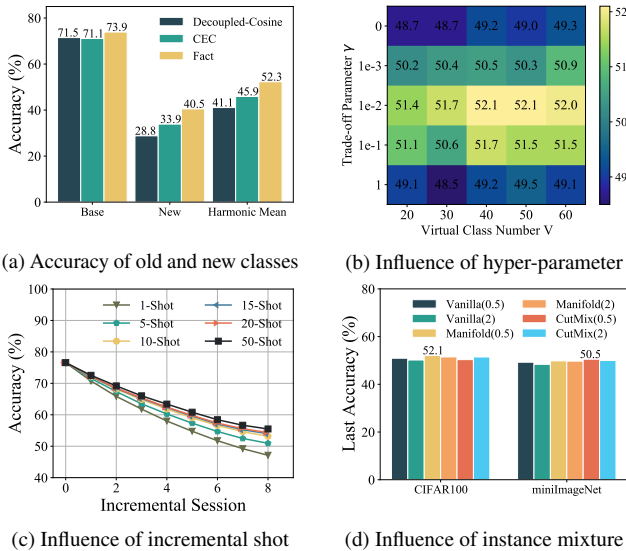 80
60
40
20
0
Accuracy (%)
71.5 71.1 73.9
28.8 33.9 40.5
41.1 45.9 52.3
Decoupled-Cosine
CEC
Fact
Base New Harmonic Mean
(a) Accuracy of old and new classes
Trade-off Parameter γ
0 48.7 48.7 49.2 49.0 49.3
1e-3 50.2 50.4 50.5 50.3 50.9
1e-2 51.4 51.7 52.1 52.1 52.0
1e-1 51.1 50.6 51.7 51.5 51.5
1 49.1 48.5 49.2 49.5 49.1
20 30 40 50 60
Virtual Class Number V
52
51
50
49
(b) Influence of hyper-parameter
100
90
80
70
60
50
40
Accuracy (%)
1-Shot 15-Shot
5-Shot 20-Shot
10-Shot 50-Shot
0 2 4 6 8
Incremental Session
(c) Influence of incremental shot
80
60
40
20
0
Last Accuracy (%)
Vanilla(0.5) Manifold(2)
Vanilla(2) CutMix(0.5)
Manifold(0.5) CutMix(2)
52.1 50.5
CIFAR100 miniImageNet
(d) Influence of instance mixture